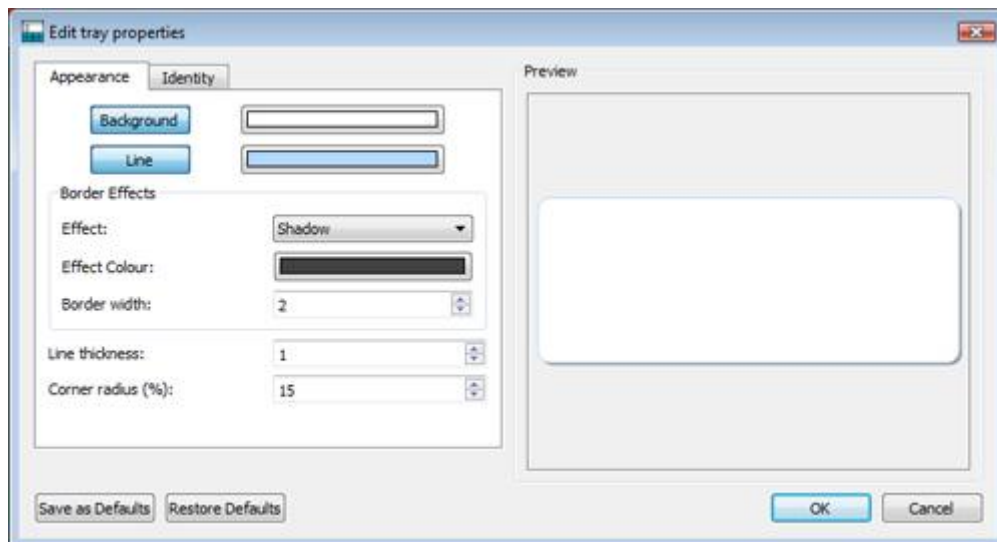 Edit tray properties
Appearance
Identity
Preview
Background
Line
Border Effects
Effect:
Shadow
Effect Colour:
Border width:
2
Line thickness:
1
Corner radius (%):
15
Save as Defaults
Restore Defaults
OK
Cancel